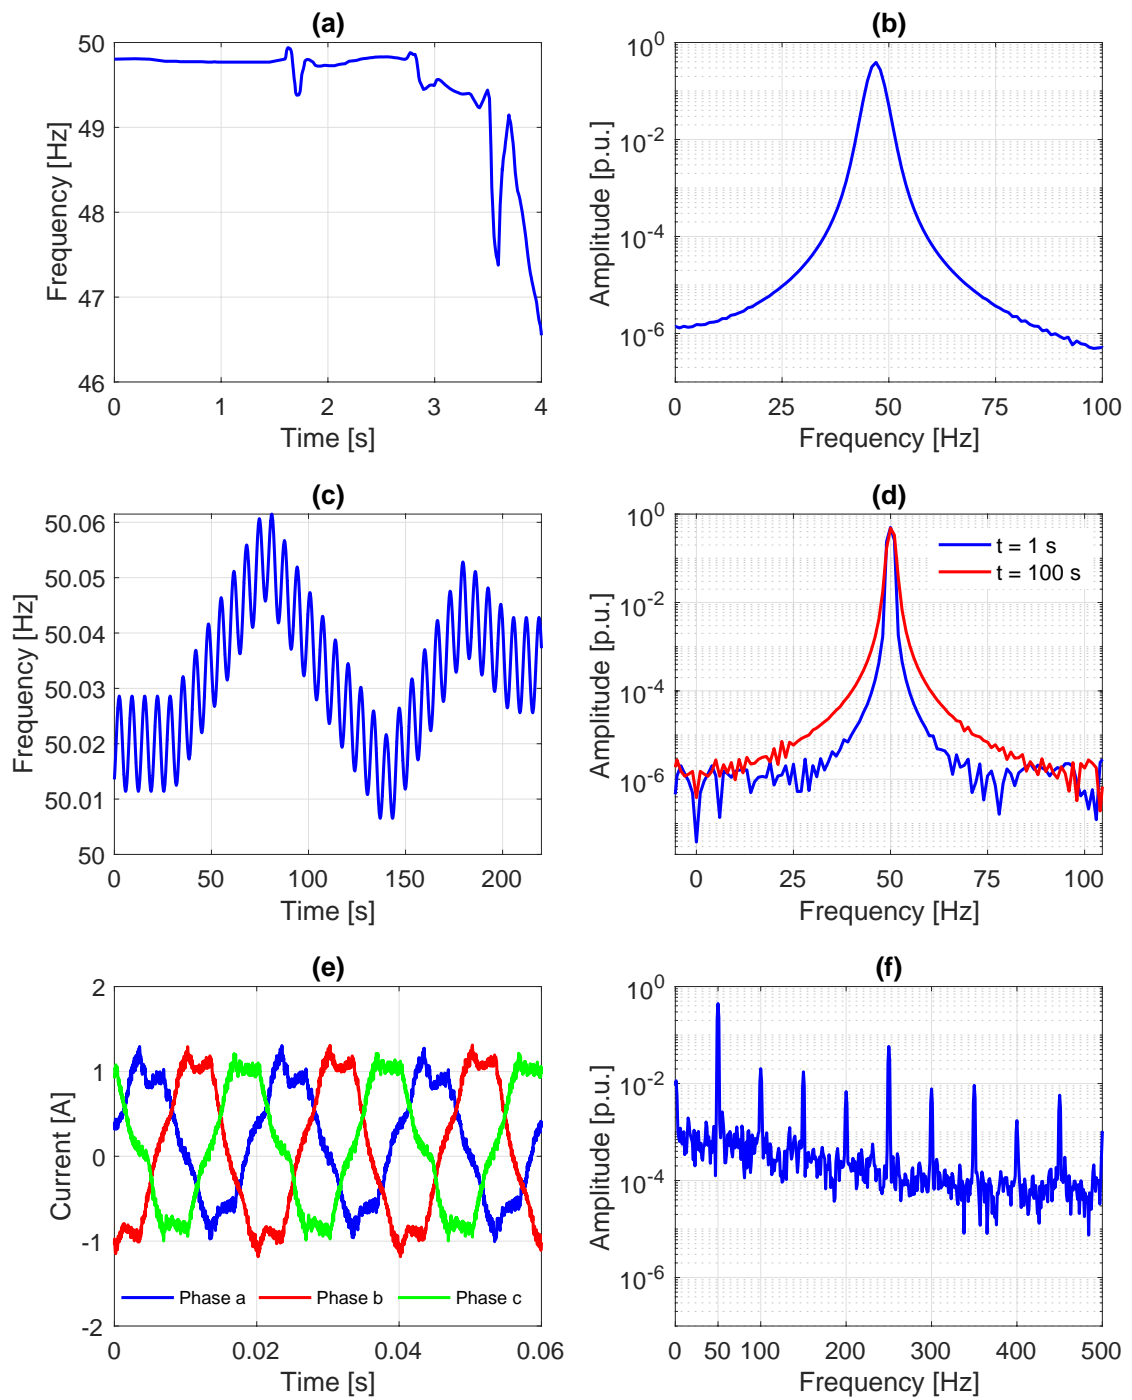 (a)
50
49
48
47
46
Frequency [Hz]
0 1 2 3 4
Time [s]
(b)
10^0
10^-2
10^-4
10^-6
Amplitude [p.u.]
0 25 50 75 100
Frequency [Hz]
(c)
50.06
50.05
50.04
50.03
50.02
50.01
50
Frequency [Hz]
0 50 100 150 200
Time [s]
(d)
10^0
10^-2
10^-4
10^-6
Amplitude [p.u.]
t = 1 s
t = 100 s
0 25 50 75 100
Frequency [Hz]
(e)
2
1
0
-1
-2
Current [A]
Phase a Phase b Phase c
0 0.02 0.04 0.06
Time [s]
(f)
10^0
10^-2
10^-4
10^-6
Amplitude [p.u.]
0 50 100 200 300 400 500
Frequency [Hz]